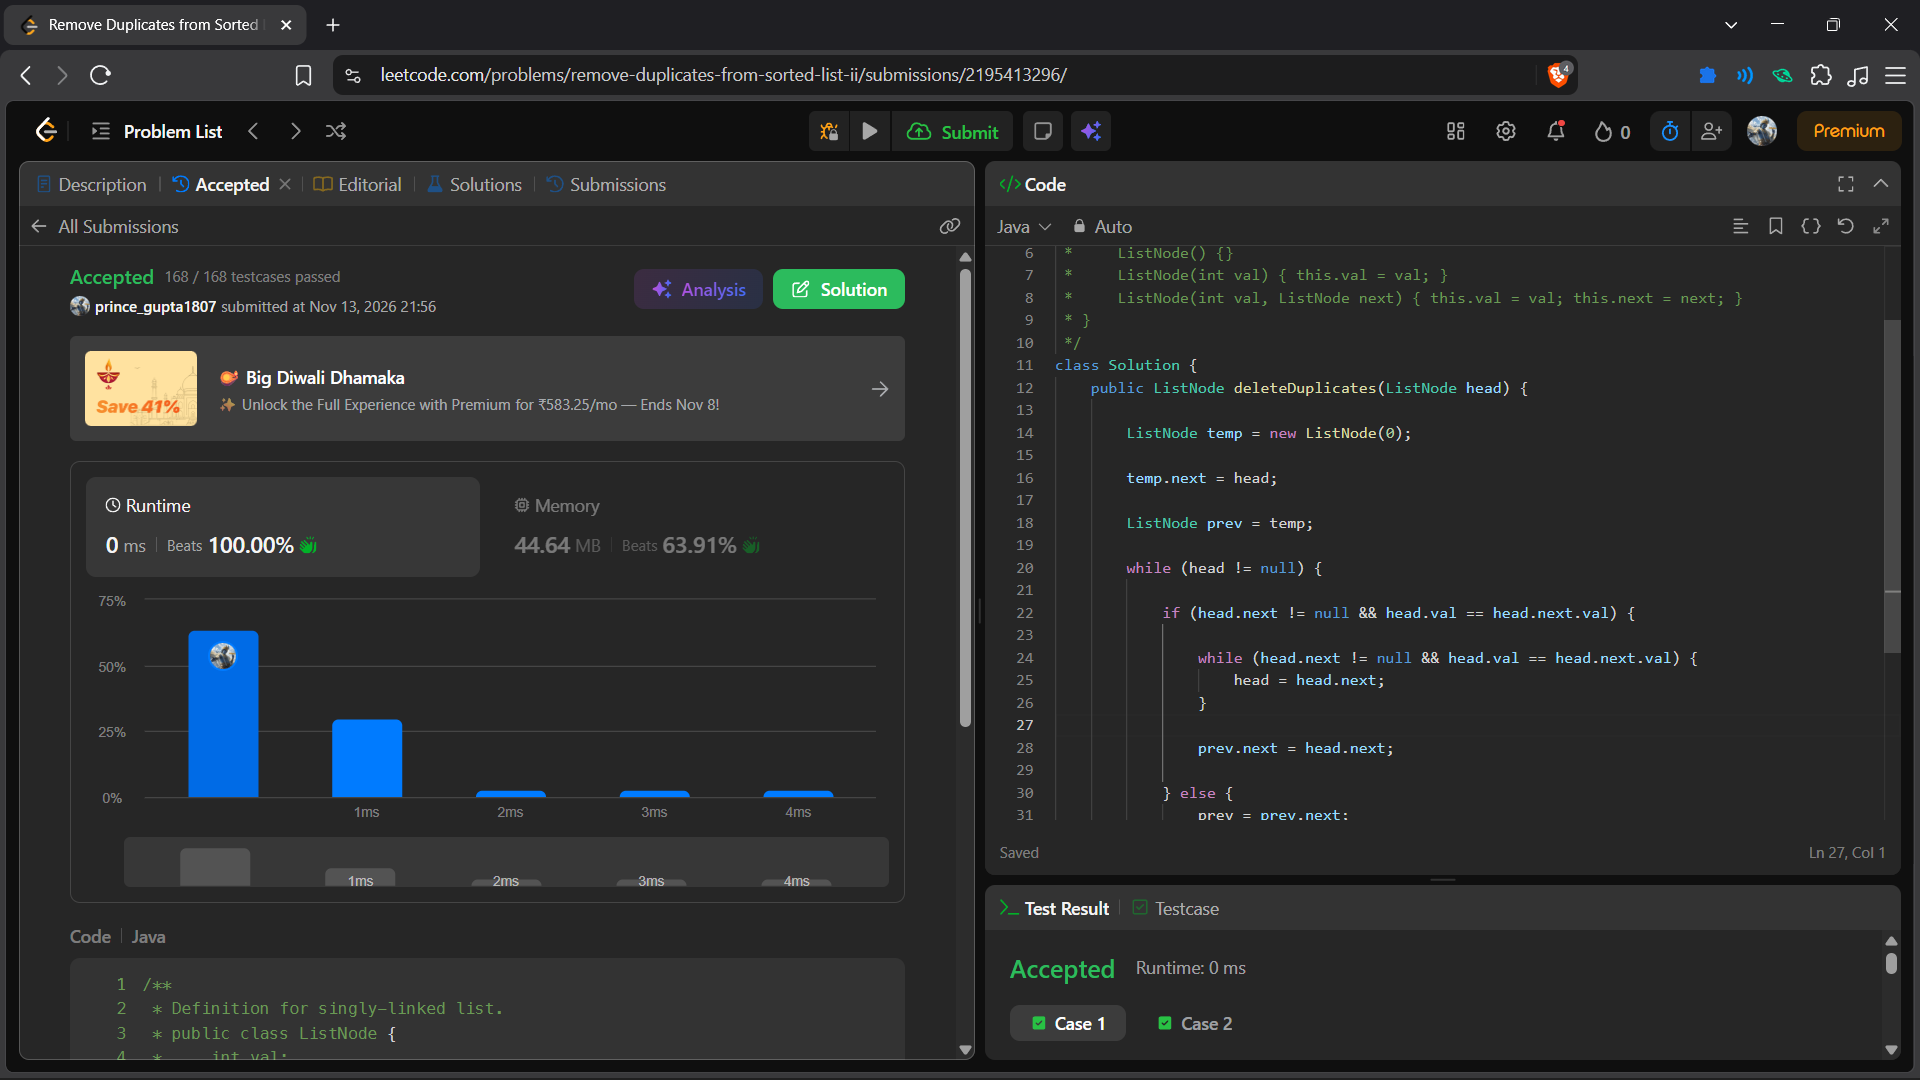 Remove Duplicates from Sorted
leetcode.com/problems/remove-duplicates-from-sorted-list-ii/submissions/2195413296/
4
Problem List
Submit
0
Premium
Description
Accepted
Editorial
Solutions
Submissions
All Submissions
Accepted 168 / 168 testcases passed
prince_gupta1807 submitted at Nov 13, 2026 21:56
Analysis
Solution
Save 41%
Big Diwali Dhamaka
Unlock the Full Experience with Premium for ₹583.25/mo — Ends Nov 8!
Runtime
0 ms Beats 100.00%
Memory
44.64 MB Beats 63.91%
75%
50%
25%
0%
1ms 2ms 3ms 4ms
1ms 2ms 3ms 4ms
Code Java
1 /**
2 * Definition for singly-linked list.
3 * public class ListNode {
4 * int val;
</> Code
Java Auto
6 * ListNode() {}
7 * ListNode(int val) { this.val = val; }
8 * ListNode(int val, ListNode next) { this.val = val; this.next = next; }
9 * }
10 */
11 class Solution {
12 public ListNode deleteDuplicates(ListNode head) {
13
14 ListNode temp = new ListNode(0);
15
16 temp.next = head;
17
18 ListNode prev = temp;
19
20 while (head != null) {
21
22 if (head.next != null && head.val == head.next.val) {
23
24 while (head.next != null && head.val == head.next.val) {
25 head = head.next;
26 }
27
28 prev.next = head.next;
29
30 } else {
31 prev = prev.next;
Saved
Ln 27, Col 1
Test Result
Testcase
Accepted Runtime: 0 ms
Case 1
Case 2